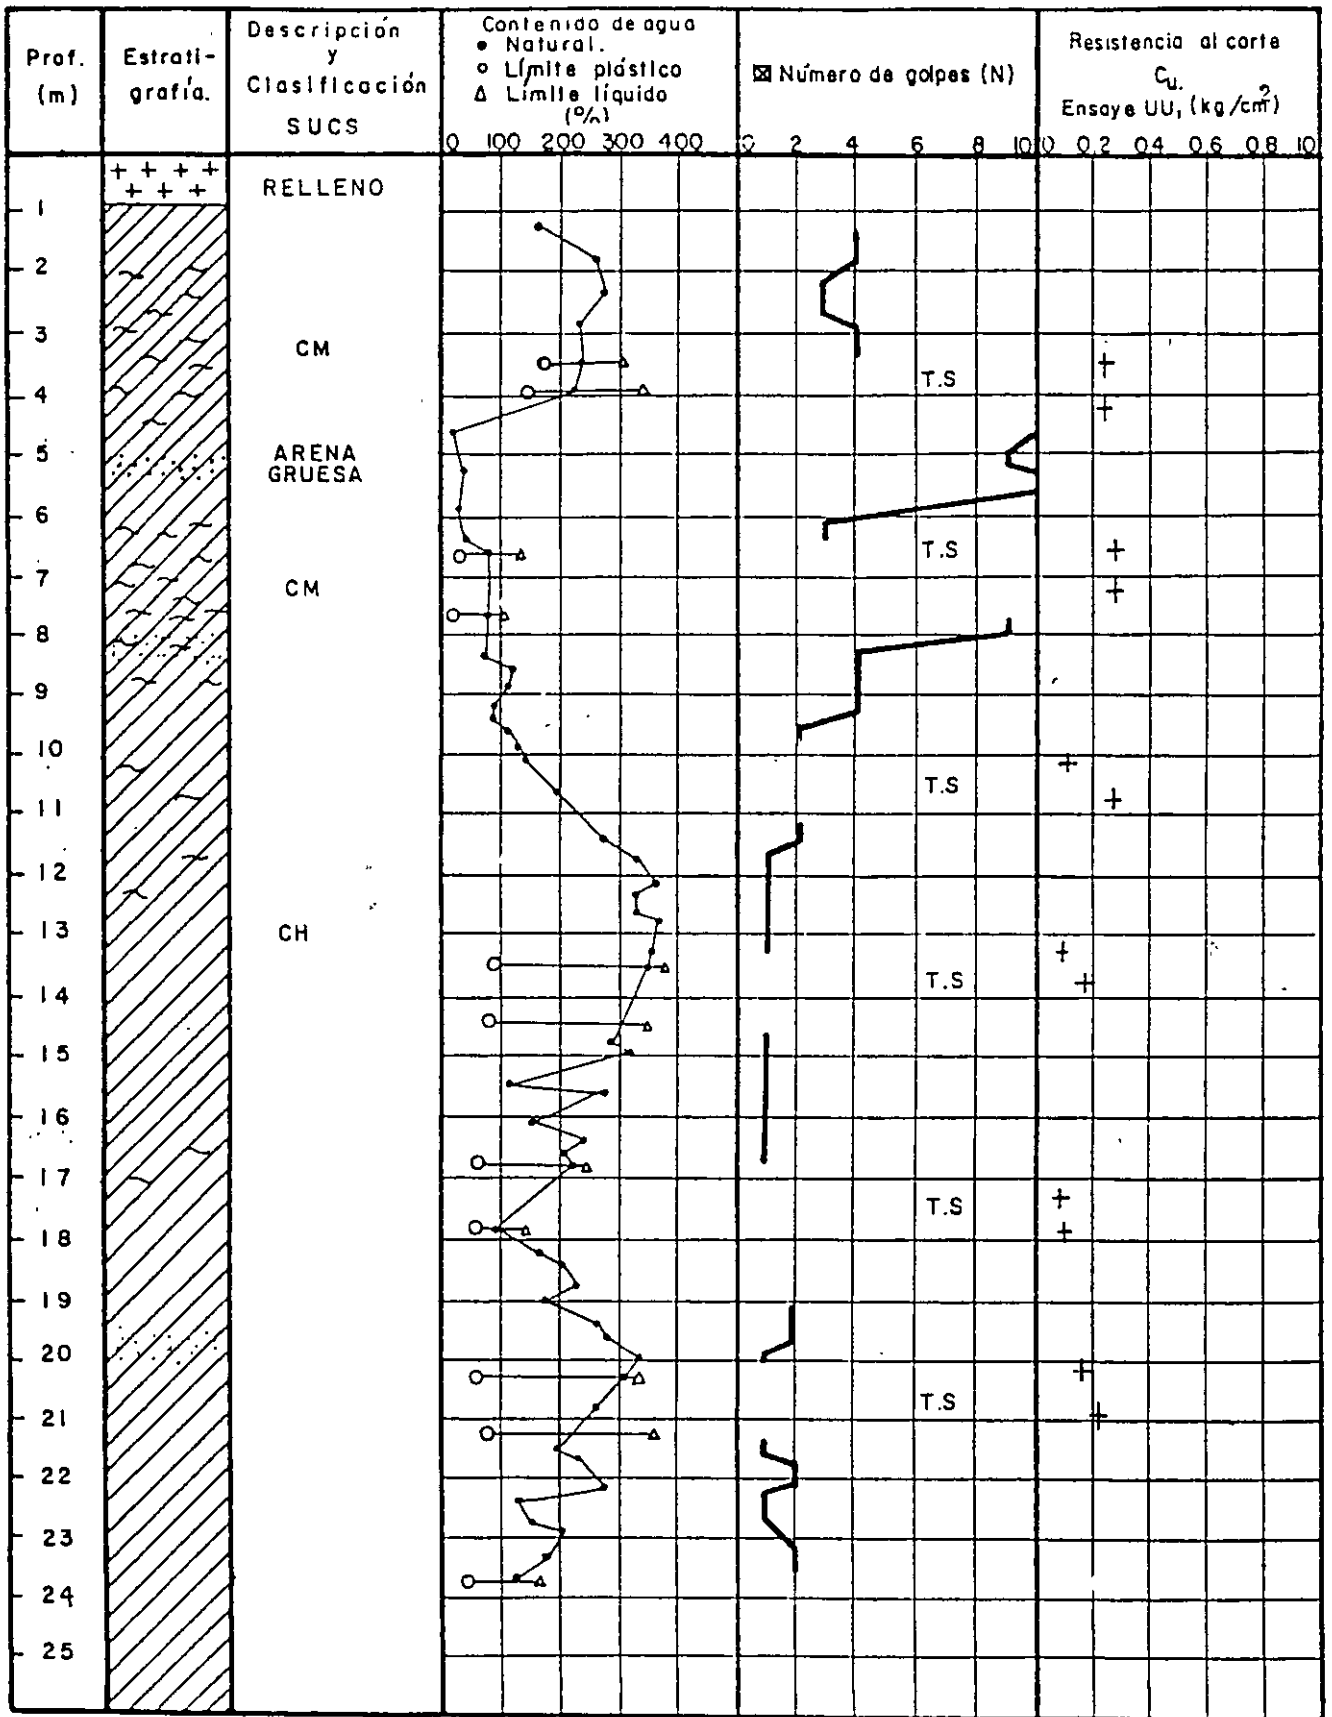 Prof.
(m)
Estrati-
grafía.
Descripción
y
Clasificación
SUCS
Contenido de agua
• Natural.
○ Límite plástico
△ Límite líquido
(%)
0 100 200 300 400
Número de golpes (N)
0 2 4 6 8 10
Resistencia al corte
Cu.
Ensaye UU, (kg/cm²)
0 0.2 0.4 0.6 0.8 1.0
RELLENO
1
2
3
CM
T.S
4
5
ARENA
GRUESA
6
T.S
7
CM
8
9
10
T.S
11
12
13
CH
T.S
14
15
16
17
T.S
18
19
20
T.S
21
22
23
24
25